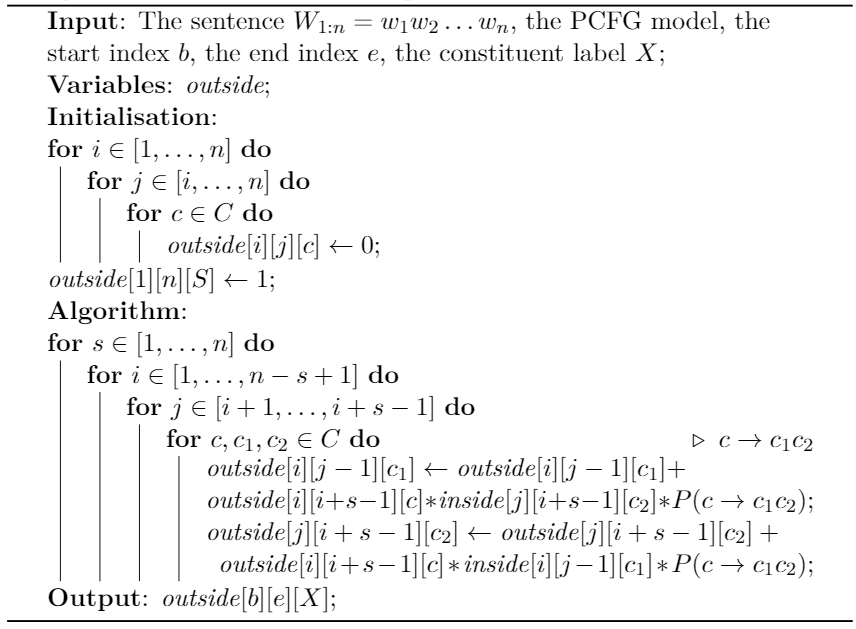 Input: The sentence W_{1:n} = w_1w_2 … w_n, the PCFG model, the
start index b, the end index e, the constituent label X;
Variables: outside;
Initialisation:
for i ∈ [1, …, n] do
for j ∈ [i, …, n] do
for c ∈ C do
outside[i][j][c] ← 0;
outside[1][n][S] ← 1;
Algorithm:
for s ∈ [1, …, n] do
for i ∈ [1, …, n − s + 1] do
for j ∈ [i + 1, …, i + s − 1] do
for c, c_1, c_2 ∈ C do ▷ c → c_1c_2
outside[i][j − 1][c_1] ← outside[i][j − 1][c_1]+
outside[i][i+s−1][c]∗inside[j][i+s−1][c_2]∗P(c → c_1c_2);
outside[j][i + s − 1][c_2] ← outside[j][i + s − 1][c_2] +
outside[i][i+s−1][c]∗inside[i][j−1][c_1]∗P(c → c_1c_2);
Output: outside[b][e][X];